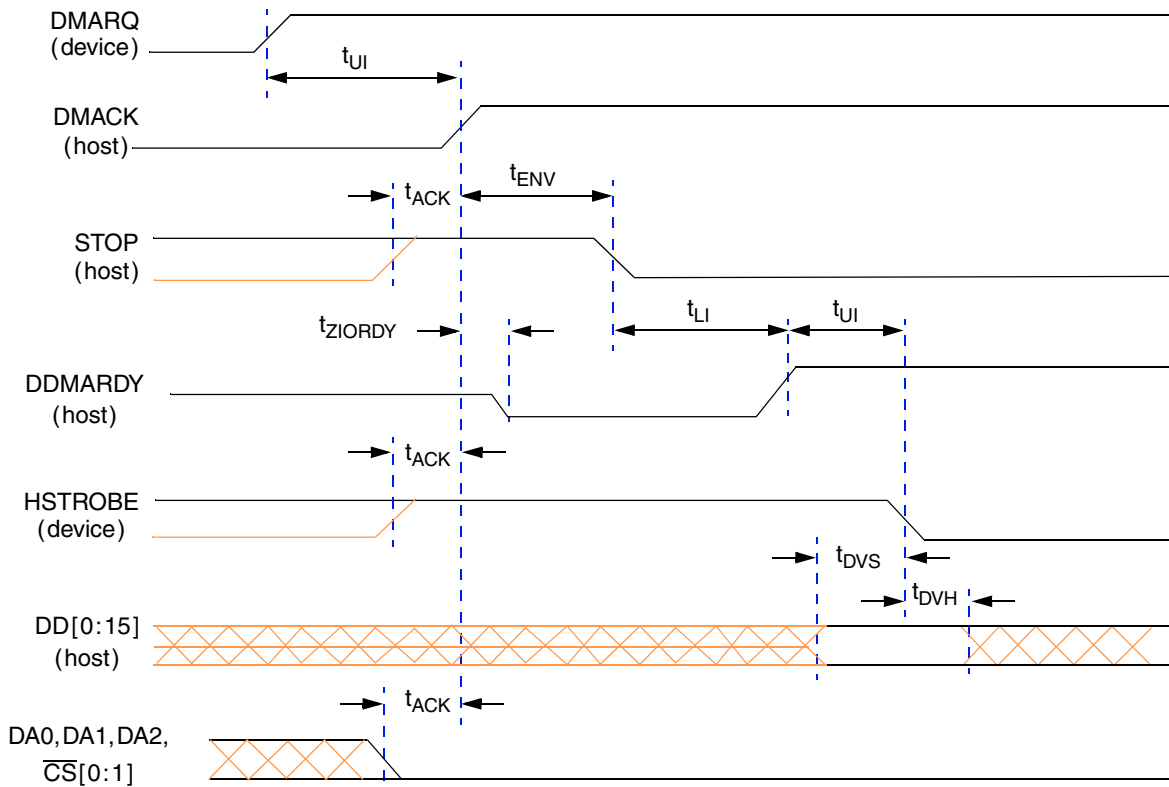 DMARQ
(device)
tUI
DMACK
(host)
tACK
tENV
STOP
(host)
tZIORDY
tLI
tUI
DDMARDY
(host)
tACK
HSTROBE
(device)
tDVS
tDVH
DD[0:15]
(host)
tACK
DA0,DA1,DA2,
CS[0:1]